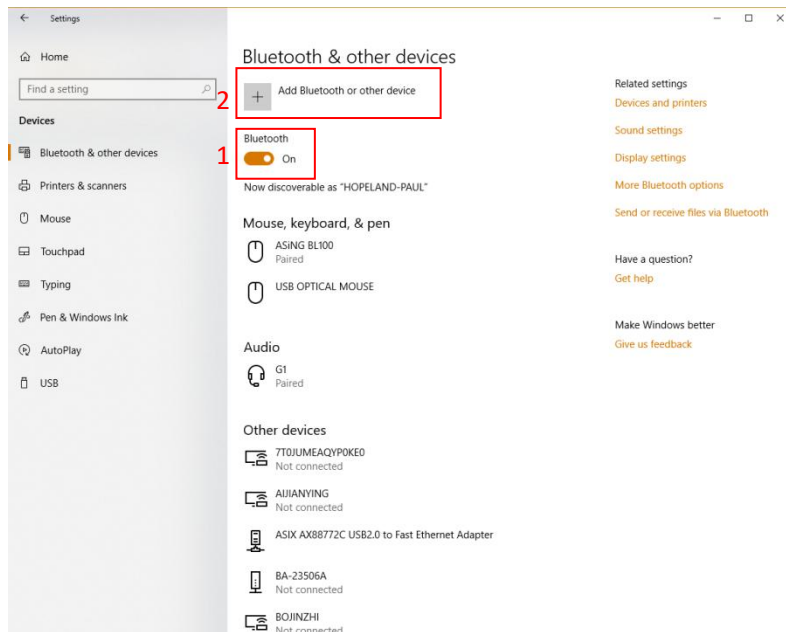 Settings
Home
Find a setting
Devices
Bluetooth & other devices
Printers & scanners
Mouse
Touchpad
Typing
Pen & Windows Ink
AutoPlay
USB
Bluetooth & other devices
2
Add Bluetooth or other device
1
Bluetooth
On
Now discoverable as "HOPELAND-PAUL"
Mouse, keyboard, & pen
ASiNG BL100
Paired
USB OPTICAL MOUSE
Audio
G1
Paired
Other devices
7T0JUMEAQYP0KE0
Not connected
AIJIANYING
Not connected
ASIX AX88772C USB2.0 to Fast Ethernet Adapter
BA-23506A
Not connected
BOJINZHI
Not connected
Related settings
Devices and printers
Sound settings
Display settings
More Bluetooth options
Send or receive files via Bluetooth
Have a question?
Get help
Make Windows better
Give us feedback